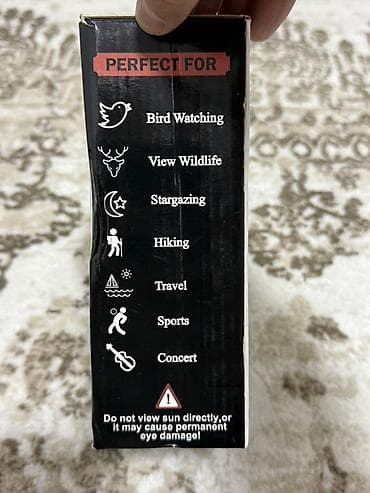 PERFECT FOR
Bird Watching
View Wildlife
Stargazing
Hiking
Travel
Sports
Concert
Do not view sun directly,or
it may cause permanent
eye damage!